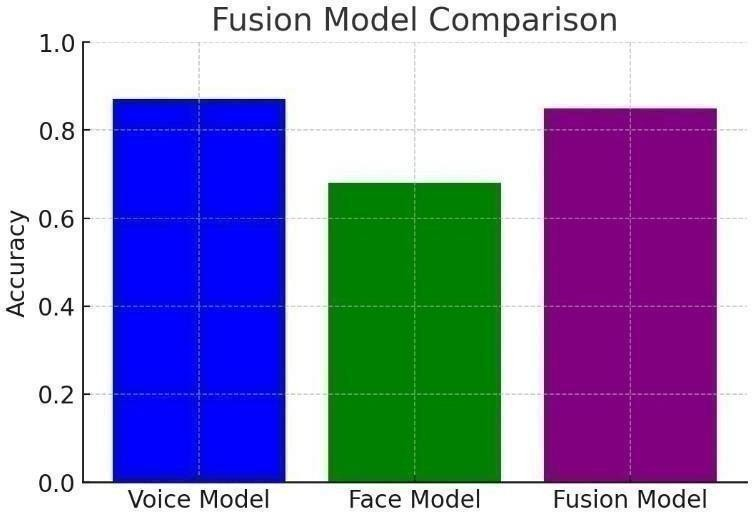 Fusion Model Comparison
1.0
0.8
0.6
0.4
0.2
0.0
Accuracy
Voice Model
Face Model
Fusion Model